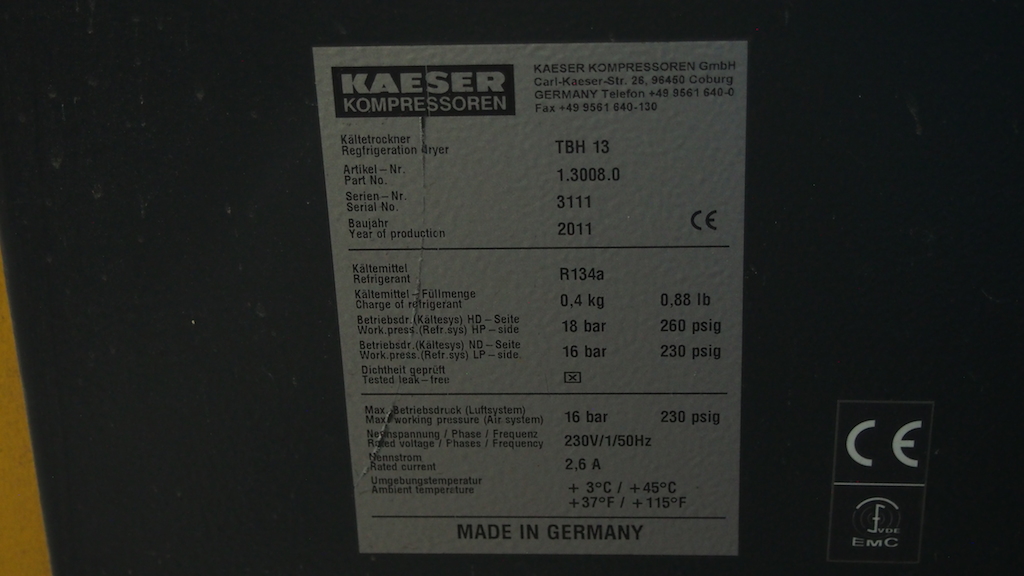 KAESER
KOMPRESSOREN
KAESER KOMPRESSOREN GmbH
Carl-Kaeser-Str. 26, 96450 Coburg
GERMANY Telefon +49 9561 640-0
Fax +49 9561 640-130
Kältetrockner
Regfrigeration dryer TBH 13
Artikel – Nr.
Part No. 1.3008.0
Serien – Nr.
Serial No. 3111
Baujahr
Year of production 2011 CE
Kältemittel
Refrigerant R134a
Kältemittel – Füllmenge
Charge of refrigerant 0,4 kg 0,88 lb
Betriebsdr.(Kältesys) HD – Seite
Work.press.(Refr.sys) HP – side 18 bar 260 psig
Betriebsdr.(Kältesys) ND – Seite
Work.press.(Refr.sys) LP – side. 16 bar 230 psig
Dichtheit geprüft
Tested leak – free ☒
Max. Betriebsdruck (Luftsystem)
Max. working pressure (Air system) 16 bar 230 psig
Nennspannung / Phase / Frequenz
Rated voltage / Phases / Frequency 230V/1/50Hz
Nennstrom
Rated current 2,6 A
Umgebungstemperatur
Ambient temperature + 3°C / +45°C
+37°F / +115°F
MADE IN GERMANY
CE
VDE
EMC